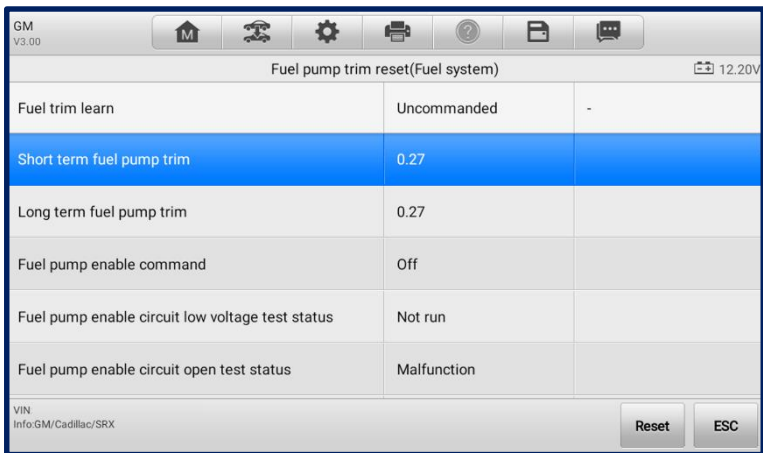 GM
V3.00
M
Fuel pump trim reset(Fuel system)
12.20V
Fuel trim learn Uncommanded -
Short term fuel pump trim 0.27
Long term fuel pump trim 0.27
Fuel pump enable command Off
Fuel pump enable circuit low voltage test status Not run
Fuel pump enable circuit open test status Malfunction
VIN
Info:GM/Cadillac/SRX
Reset ESC